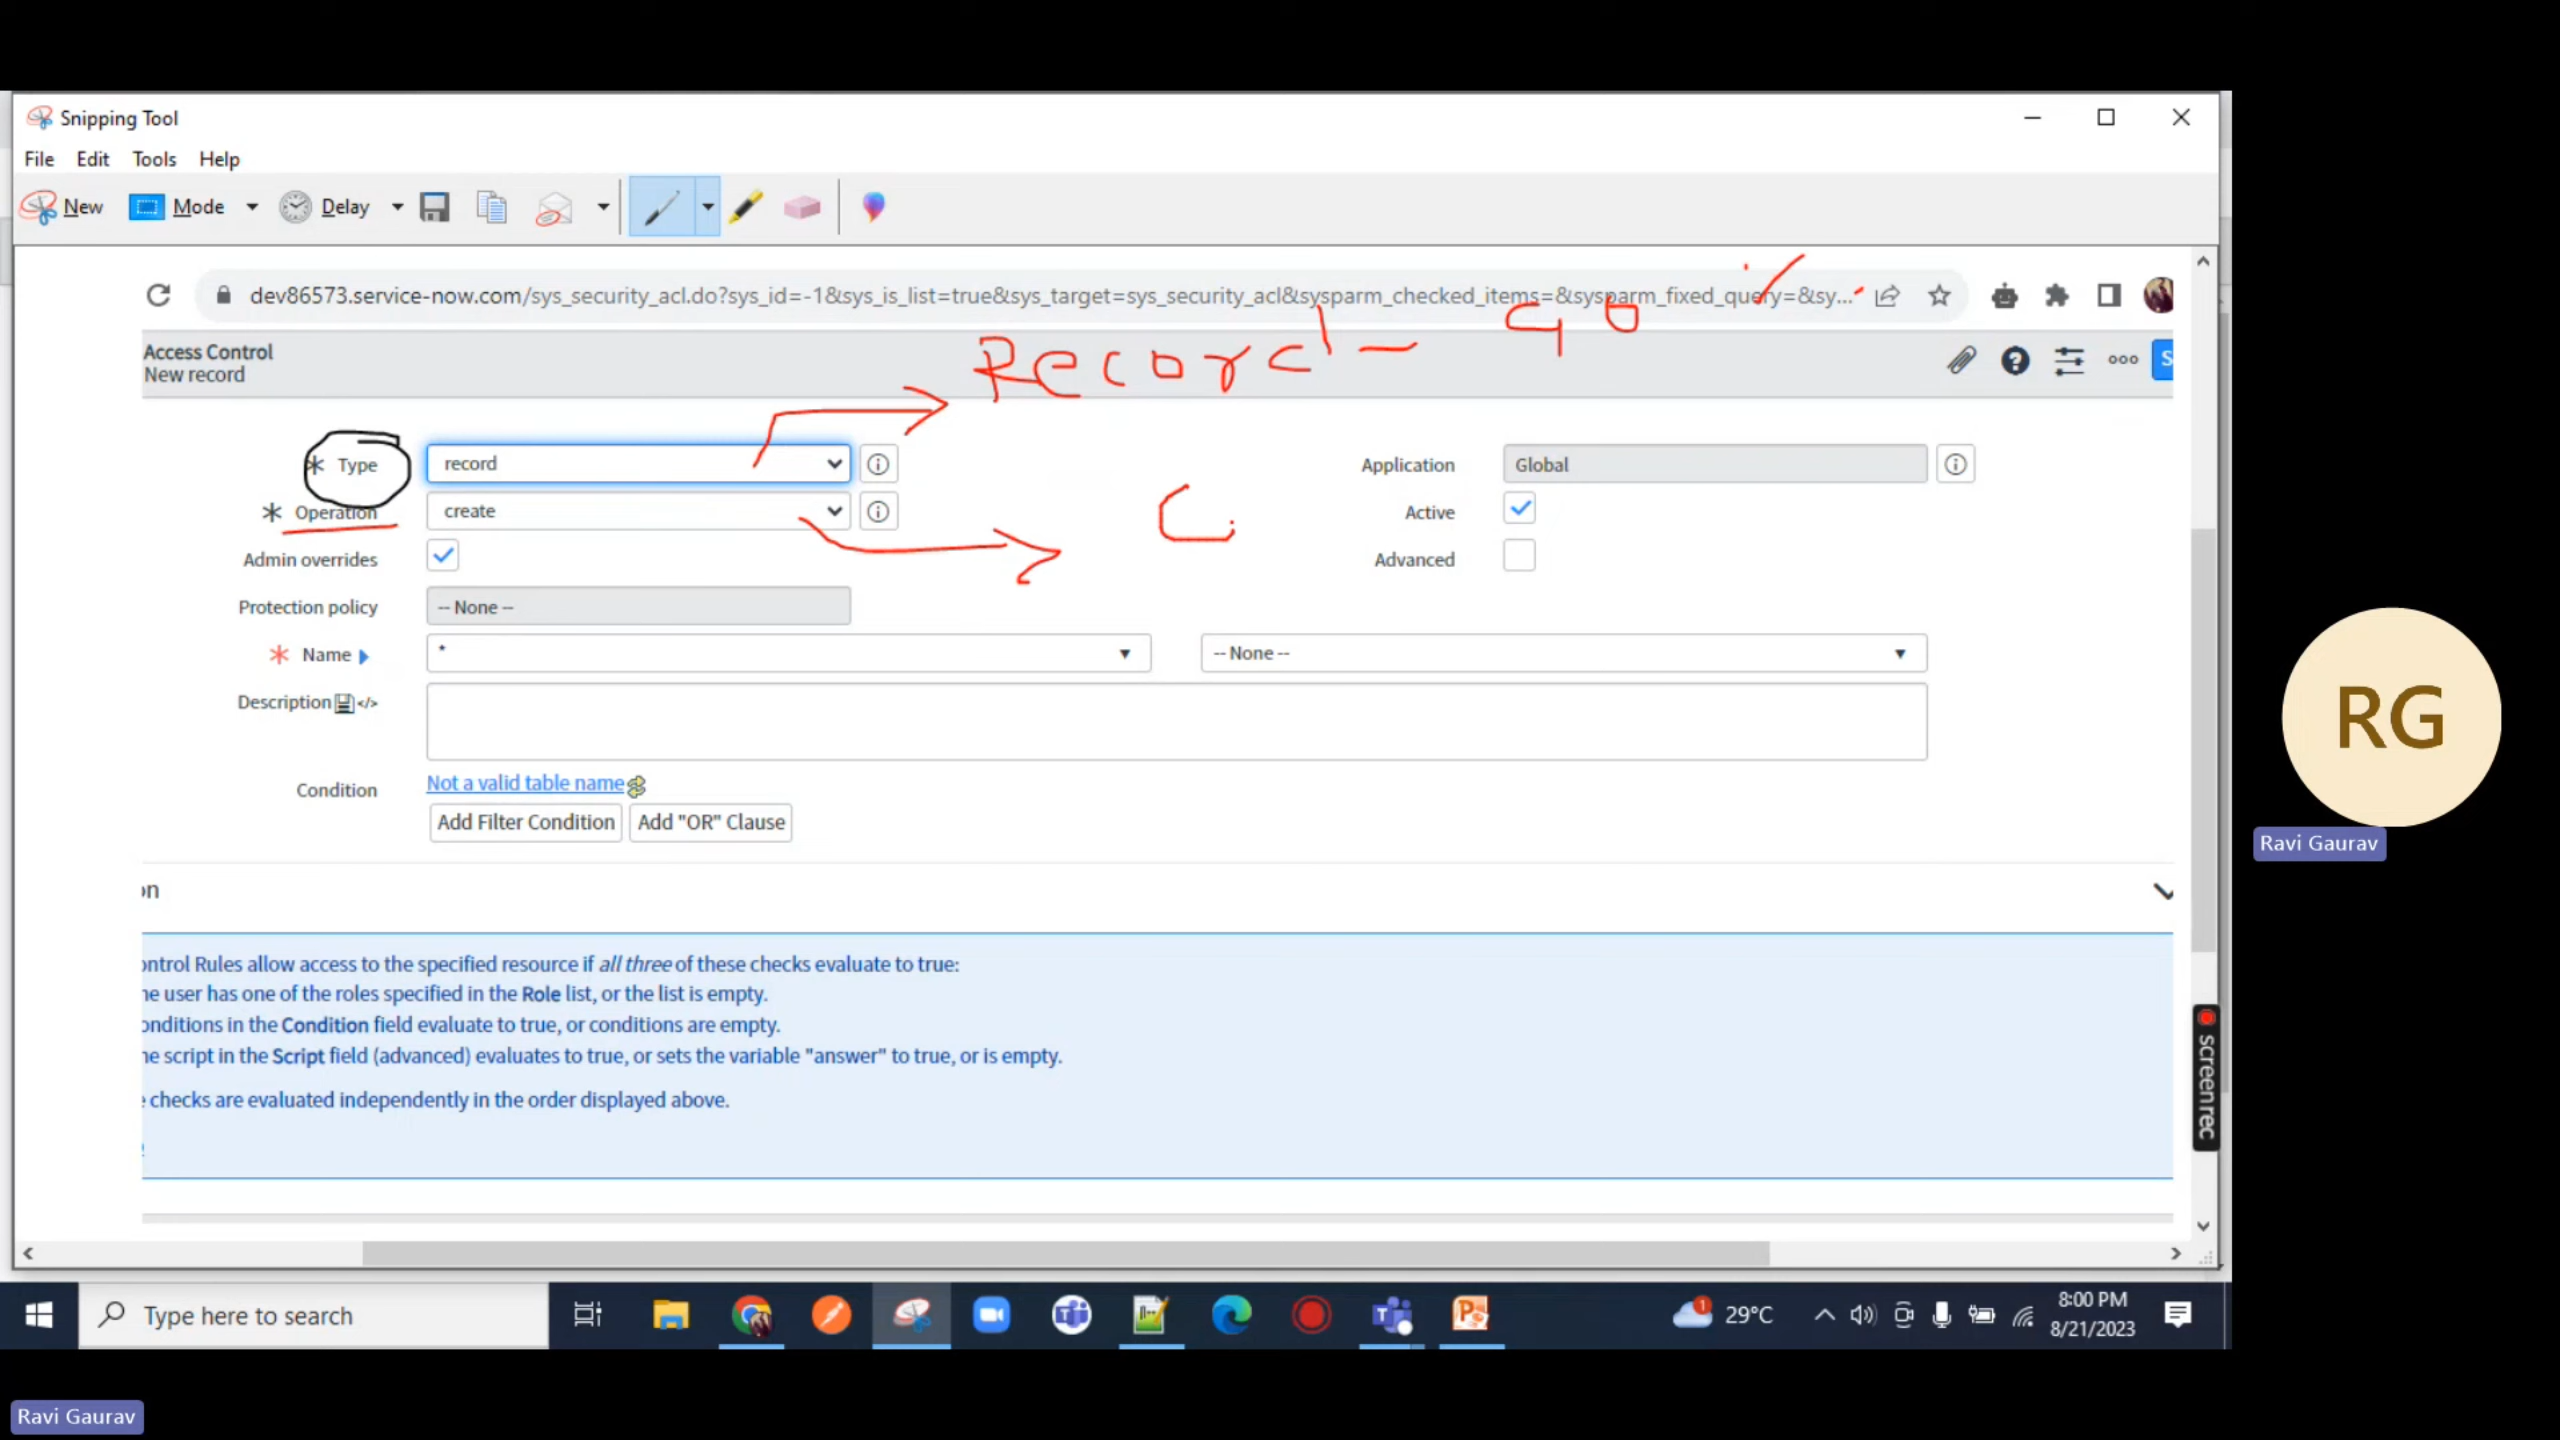 Snipping Tool
File Edit Tools Help
New Mode Delay
dev86573.service-now.com/sys_security_acl.do?sys_id=-1&sys_is_list=true&sys_target=sys_security_acl&sysparm_checked_items=&sysparm_fixed_query=&sy...
Record - 90 %
Access Control
New record
* Type record
Application Global
* Operation create
C
Active
Admin overrides
Advanced
Protection policy -- None --
* Name * -- None --
Description </>
Condition Not a valid table name
Add Filter Condition Add "OR" Clause
on
ontrol Rules allow access to the specified resource if all three of these checks evaluate to true:
he user has one of the roles specified in the Role list, or the list is empty.
onditions in the Condition field evaluate to true, or conditions are empty.
he script in the Script field (advanced) evaluates to true, or sets the variable "answer" to true, or is empty.
e checks are evaluated independently in the order displayed above.
screenrec
RG
Ravi Gaurav
Type here to search
1 29°C
8:00 PM
8/21/2023
Ravi Gaurav